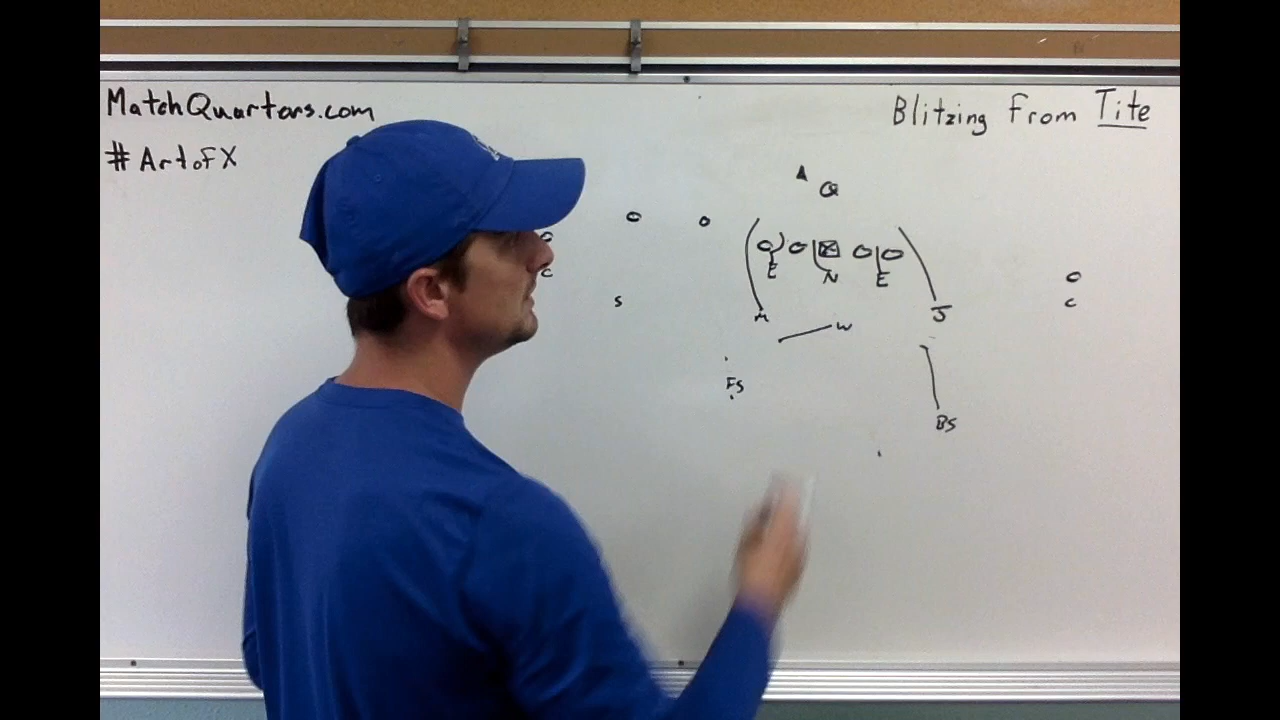 MatchQuarters.com
Blitzing from Tite
#ArtofX
Q
E N E
C
S
C
M W J
FS
BS